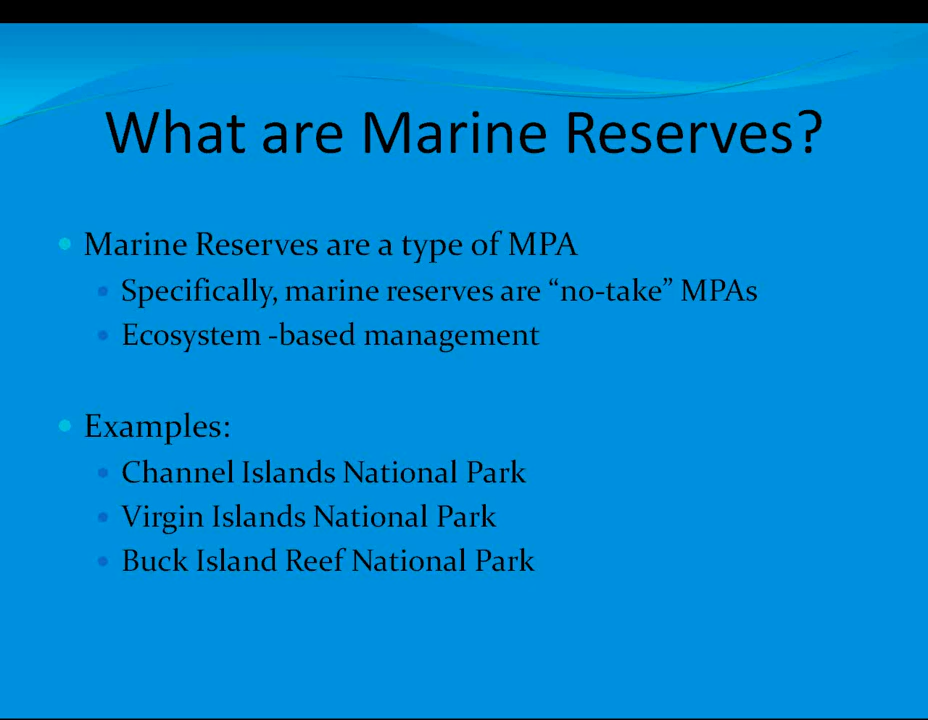 What are Marine Reserves?
Marine Reserves are a type of MPA
Specifically, marine reserves are “no-take” MPAs
Ecosystem -based management
Examples:
Channel Islands National Park
Virgin Islands National Park
Buck Island Reef National Park